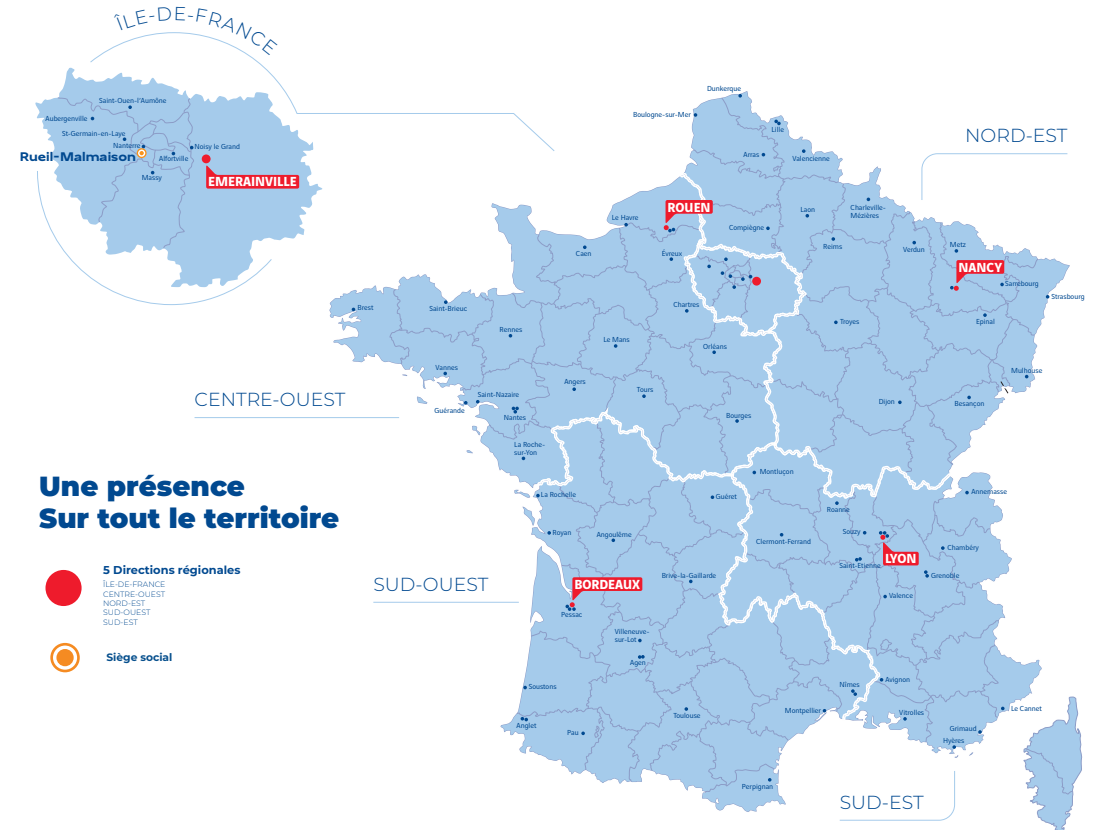 ÎLE-DE-FRANCE
Saint-Ouen-l'Aumône
Aubergenville
St-Germain-en-Laye
Nanterre
Noisy le Grand
Rueil-Malmaison
Alfortville
Massy
EMERAINVILLE
Dunkerque
Boulogne-sur-Mer
Lille
NORD-EST
Arras
Valencienne
ROUEN
Le Havre
Laon
Charleville-
Mézières
Compiègne
Reims
Verdun
Metz
Caen
Évreux
NANCY
Sarrebourg
Strasbourg
Brest
Saint-Brieuc
Chartres
Rennes
Troyes
Epinal
Le Mans
Orléans
Vannes
Mulhouse
Angers
Tours
CENTRE-OUEST
Saint-Nazaire
Guérande
Nantes
Dijon
Besançon
Bourges
La Roche-
sur-Yon
Montluçon
Une présence
Sur tout le territoire
La Rochelle
Guéret
Annemasse
Roanne
Royan
Angoulême
Clermont-Ferrand
Souzy
Chambéry
LYON
Saint-Etienne
Grenoble
5 Directions régionales
ÎLE-DE-FRANCE
CENTRE-OUEST
NORD-EST
SUD-OUEST
SUD-EST
SUD-OUEST
BORDEAUX
Brive-la-Gaillarde
Valence
Pessac
Villeneuve-
sur-Lot
Agen
Siège social
Soustons
Nîmes
Avignon
Anglet
Pau
Toulouse
Montpellier
Vitrolles
Le Cannet
Grimaud
Hyères
Perpignan
SUD-EST